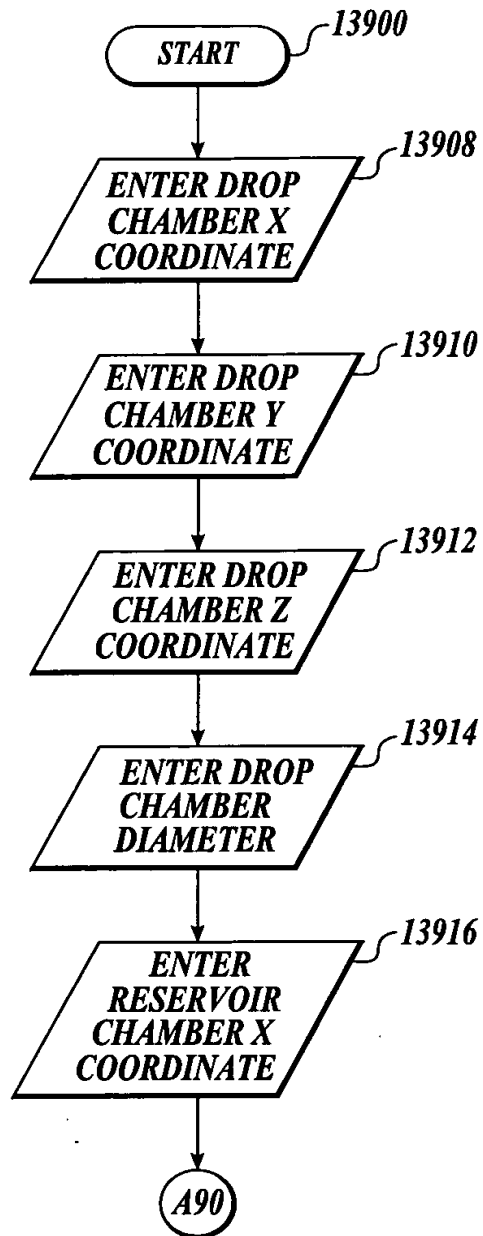 START
13900
ENTER DROP
CHAMBER X
COORDINATE
13908
ENTER DROP
CHAMBER Y
COORDINATE
13910
ENTER DROP
CHAMBER Z
COORDINATE
13912
ENTER DROP
CHAMBER
DIAMETER
13914
ENTER
RESERVOIR
CHAMBER X
COORDINATE
13916
A90